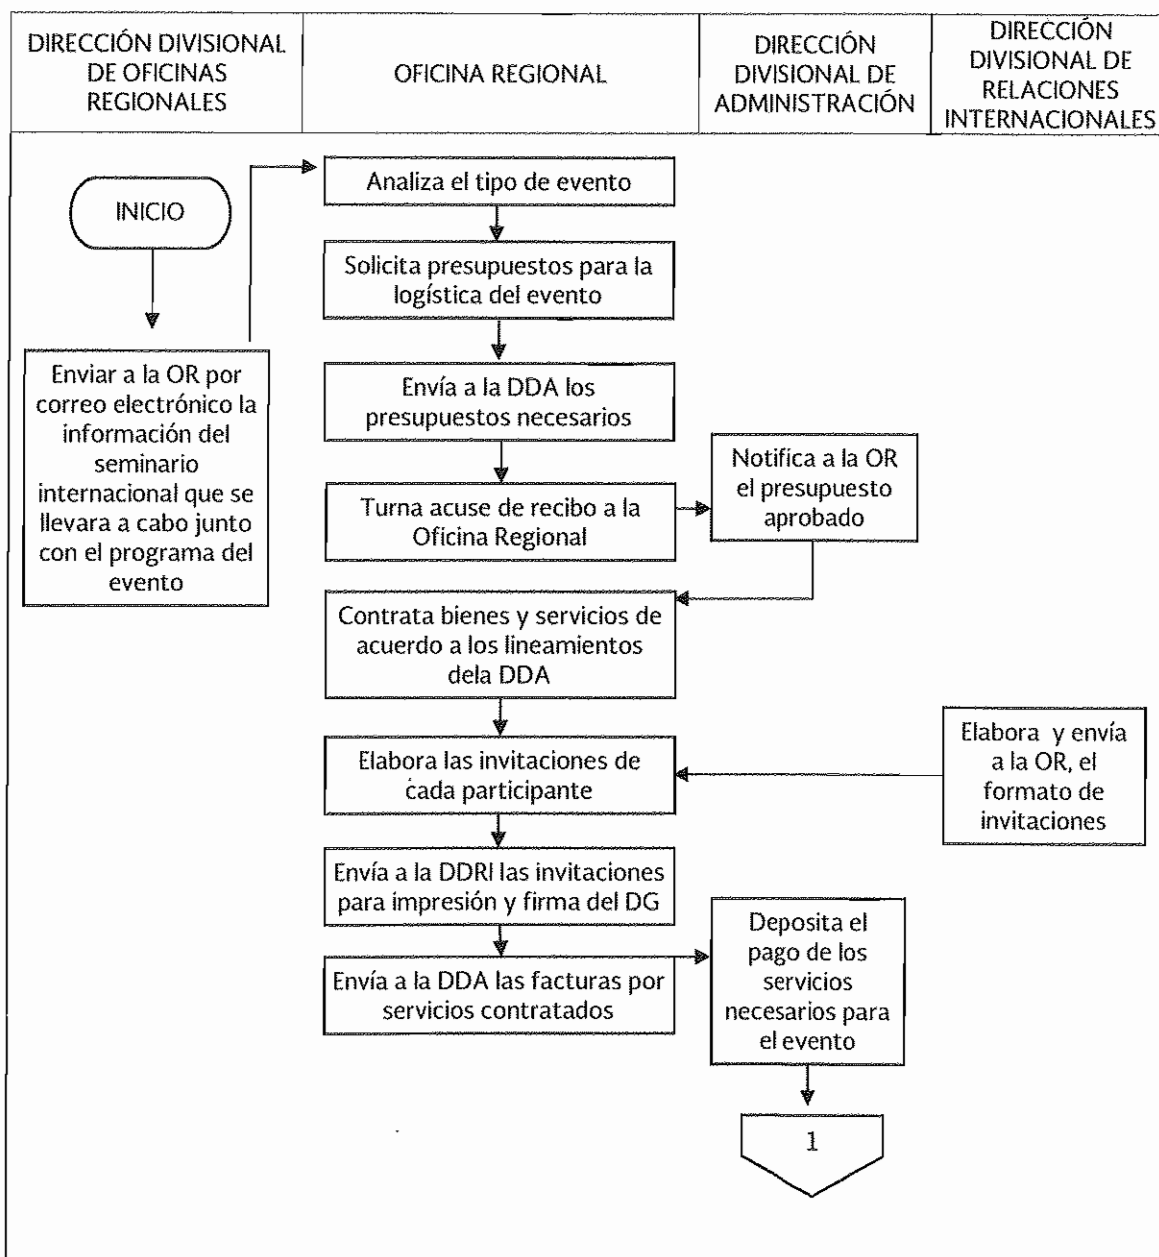 DIRECCIÓN DIVISIONAL
DE OFICINAS
REGIONALES
OFICINA REGIONAL
DIRECCIÓN
DIVISIONAL DE
ADMINISTRACIÓN
DIRECCIÓN
DIVISIONAL DE
RELACIONES
INTERNACIONALES
INICIO
Enviar a la OR por
correo electrónico la
información del
seminario
internacional que se
llevara a cabo junto
con el programa del
evento
Analiza el tipo de evento
Solicita presupuestos para la
logística del evento
Envía a la DDA los
presupuestos necesarios
Turna acuse de recibo a la
Oficina Regional
Notifica a la OR
el presupuesto
aprobado
Contrata bienes y servicios de
acuerdo a los lineamientos
dela DDA
Elabora y envía
a la OR, el
formato de
invitaciones
Elabora las invitaciones de
cada participante
Envía a la DDRI las invitaciones
para impresión y firma del DG
Envía a la DDA las facturas por
servicios contratados
Deposita el
pago de los
servicios
necesarios para
el evento
1